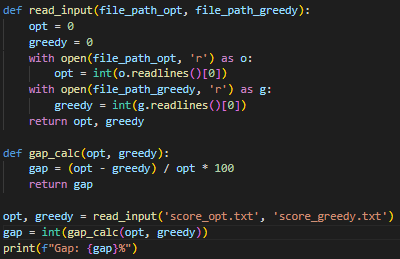 def read_input(file_path_opt, file_path_greedy):
    opt = 0
    greedy = 0
    with open(file_path_opt, 'r') as o:
        opt = int(o.readlines()[0])
    with open(file_path_greedy, 'r') as g:
        greedy = int(g.readlines()[0])
    return opt, greedy

def gap_calc(opt, greedy):
    gap = (opt - greedy) / opt * 100
    return gap

opt, greedy = read_input('score_opt.txt', 'score_greedy.txt')
gap = int(gap_calc(opt, greedy))
print(f"Gap: {gap}%")